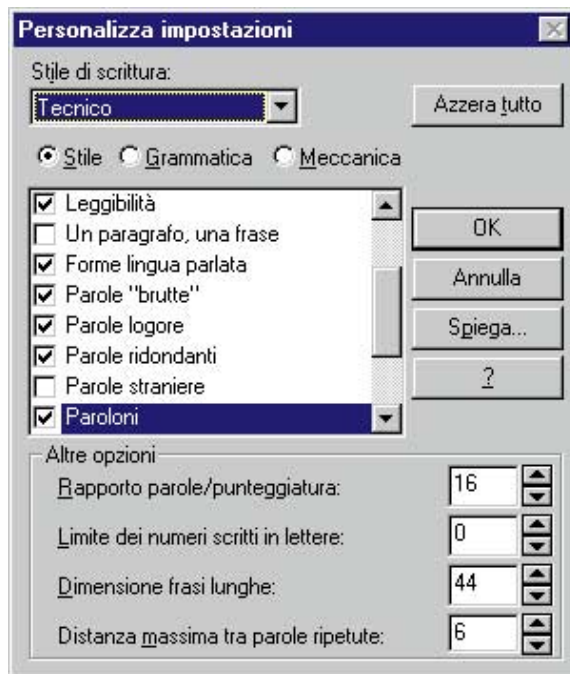 Personalizza impostazioni
Stile di scrittura:
Tecnico
Azzera tutto
Stile Grammatica Meccanica
Leggibilità
Un paragrafo, una frase
Forme lingua parlata
Parole "brutte"
Parole logore
Parole ridondanti
Parole straniere
Paroloni
OK
Annulla
Spiega...
?
Altre opzioni
Rapporto parole/punteggiatura: 16
Limite dei numeri scritti in lettere: 0
Dimensione frasi lunghe: 44
Distanza massima tra parole ripetute: 6